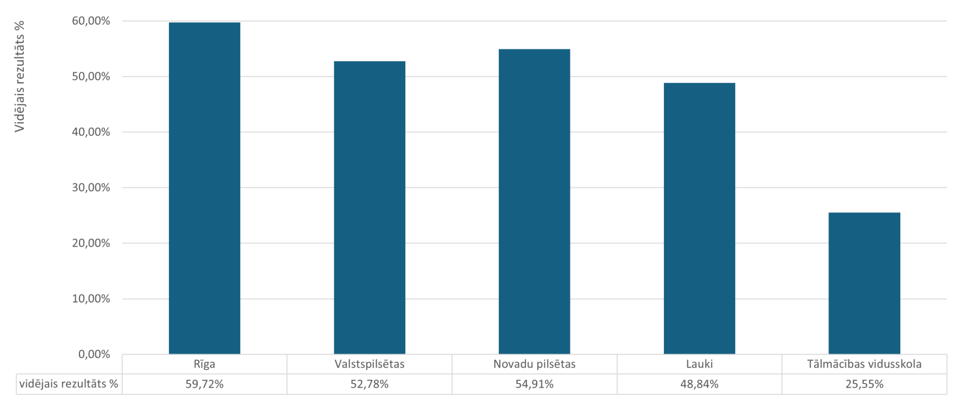 Vidējais rezultāts %
60,00%
50,00%
40,00%
30,00%
20,00%
10,00%
0,00%
Rīga Valstspilsētas Novadu pilsētas Lauki Tālmācības vidusskola
vidējais rezultāts % 59,72% 52,78% 54,91% 48,84% 25,55%